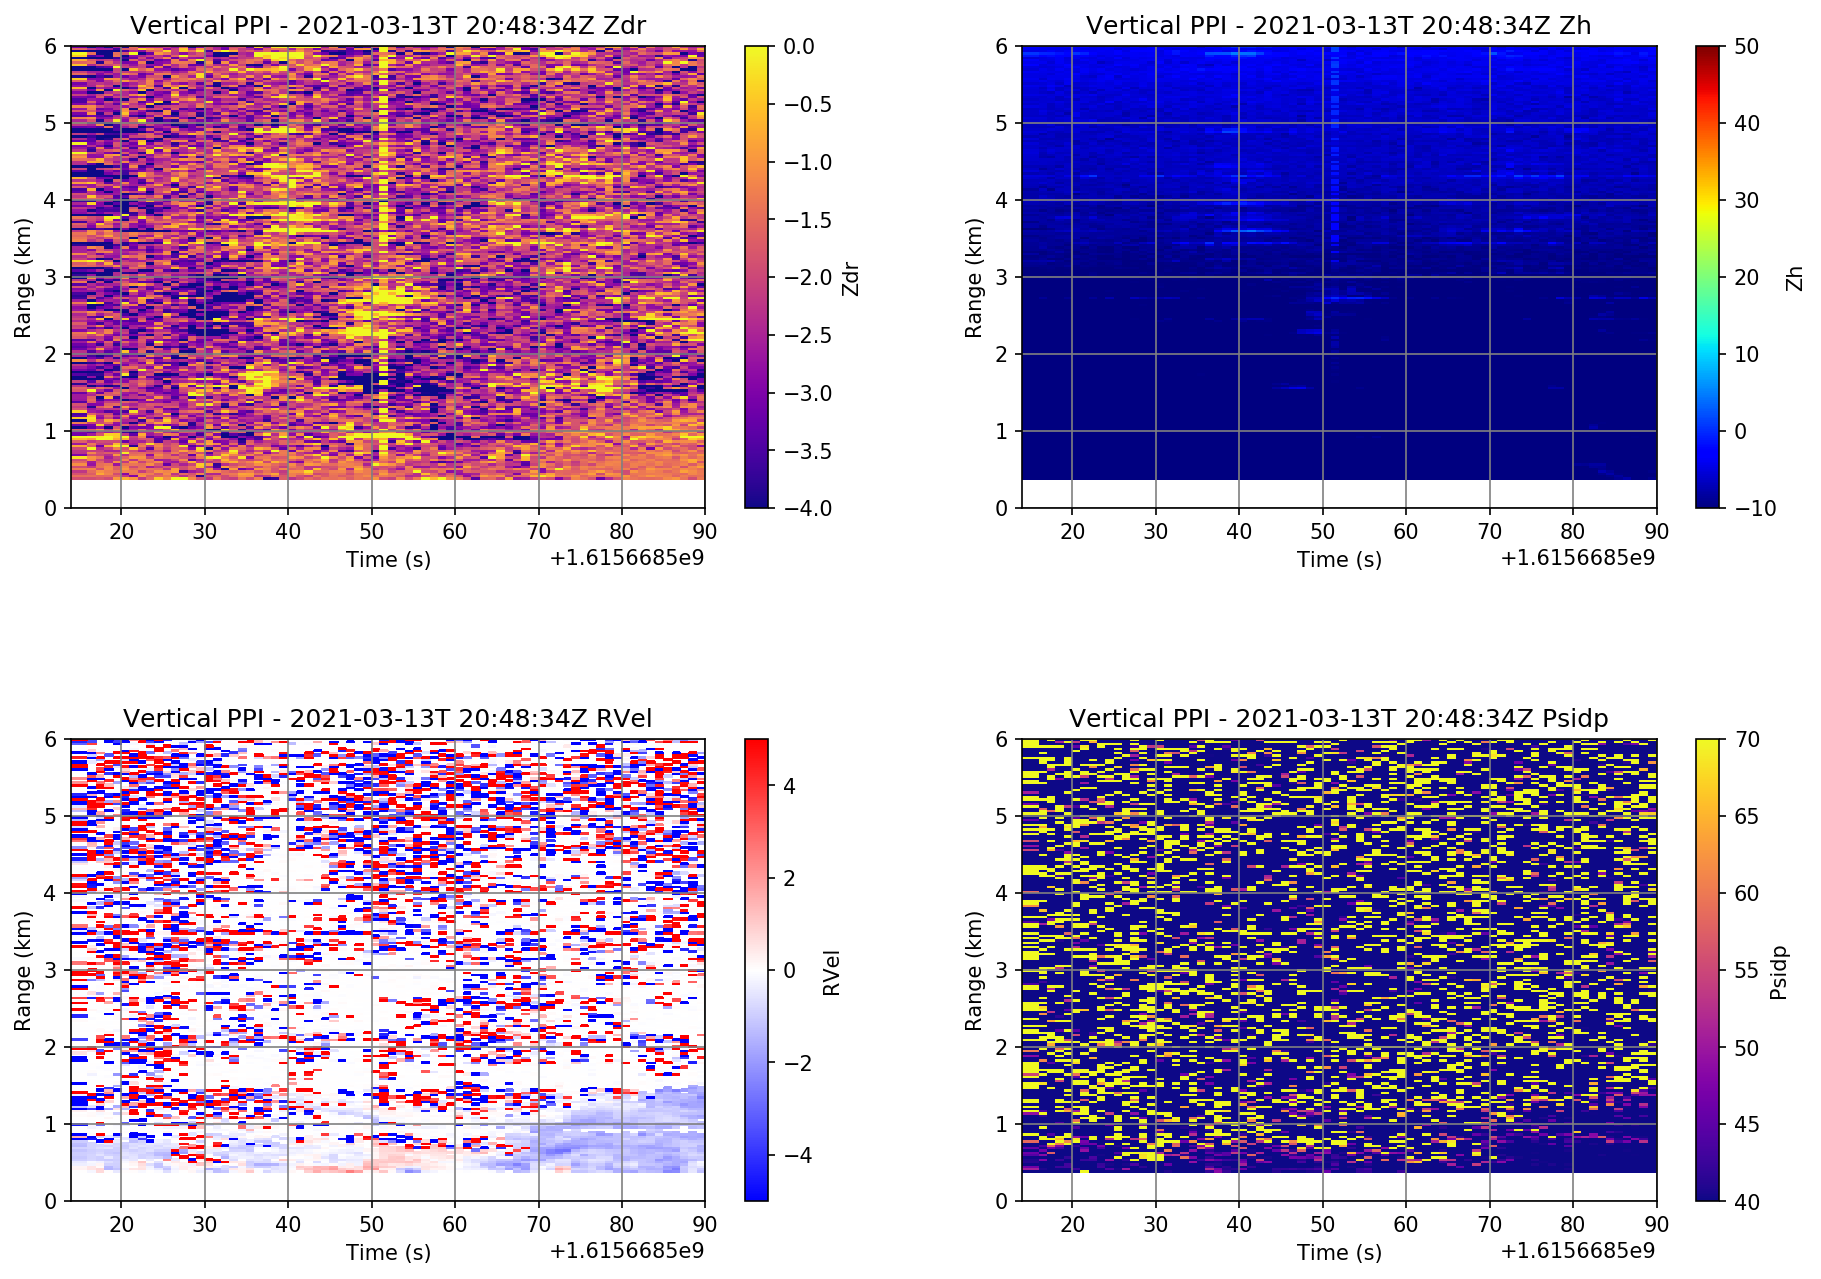 Vertical PPI - 2021-03-13T 20:48:34Z Zdr
6
5
4
3
2
1
0
Range (km)
20 30 40 50 60 70 80 90
Time (s)
+1.6156685e9
0.0
−0.5
−1.0
−1.5
−2.0
−2.5
−3.0
−3.5
−4.0
Zdr
Vertical PPI - 2021-03-13T 20:48:34Z Zh
6
5
4
3
2
1
0
Range (km)
20 30 40 50 60 70 80 90
Time (s)
+1.6156685e9
50
40
30
20
10
0
−10
Zh
Vertical PPI - 2021-03-13T 20:48:34Z RVel
6
5
4
3
2
1
0
Range (km)
20 30 40 50 60 70 80 90
Time (s)
+1.6156685e9
4
2
0
−2
−4
RVel
Vertical PPI - 2021-03-13T 20:48:34Z Psidp
6
5
4
3
2
1
0
Range (km)
20 30 40 50 60 70 80 90
Time (s)
+1.6156685e9
70
65
60
55
50
45
40
Psidp